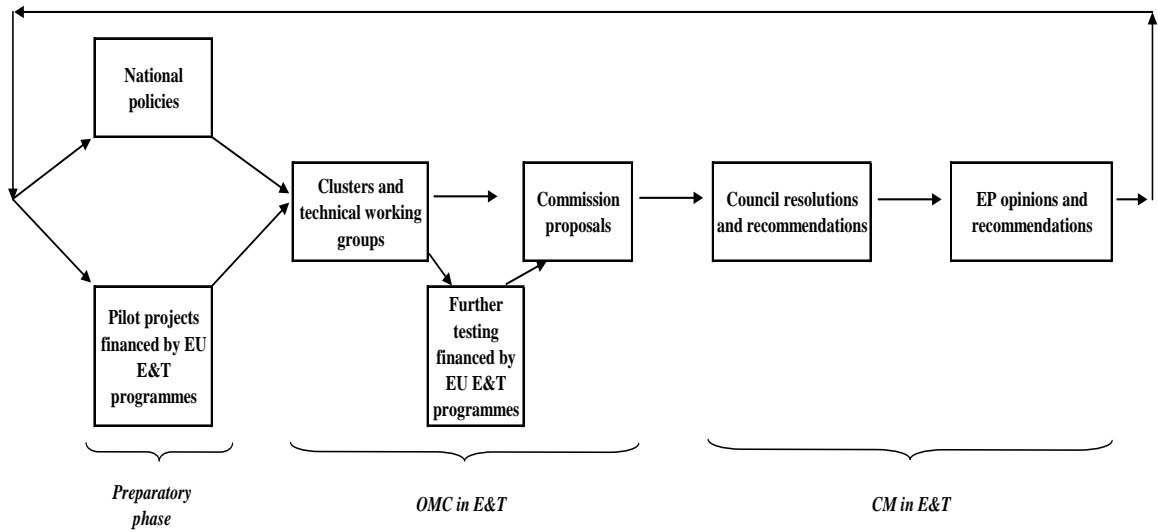 National
policies
Pilot projects
financed by EU
E&T
programmes
Clusters and
technical working
groups
Further
testing
financed by
EU E&T
programmes
Commission
proposals
Council resolutions
and recommendations
EP opinions and
recommendations
Preparatory
phase
OMC in E&T
CM in E&T